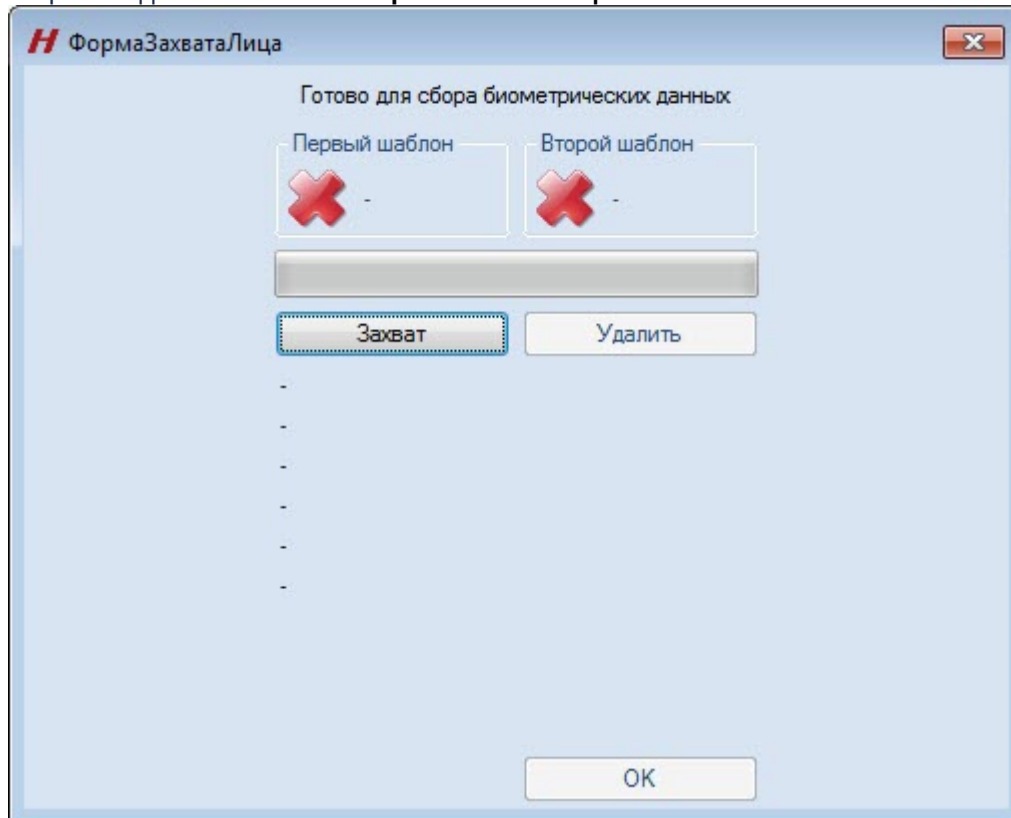 H ФормаЗахватаЛица
Готово для сбора биометрических данных
Первый шаблон Второй шаблон
- -
Захват Удалить
-
-
-
-
-
-
OK